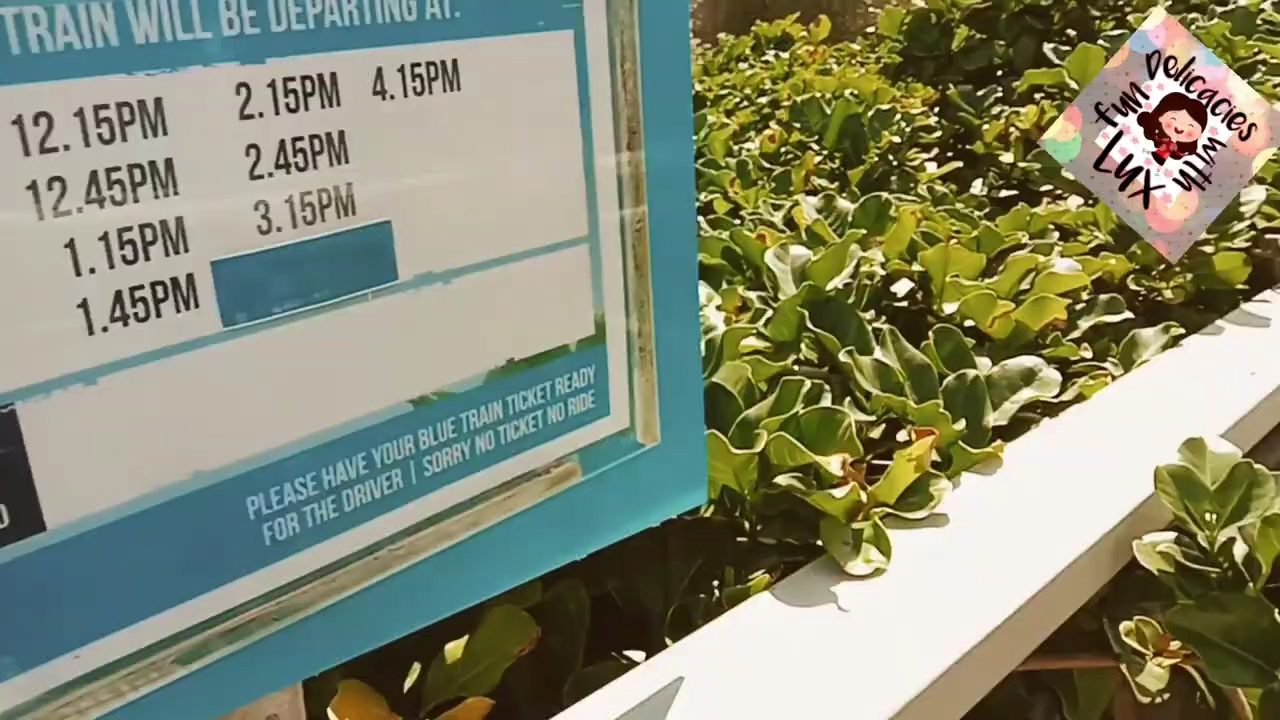 TRAIN WILL BE DEPARTING AT:
12.15PM 2.15PM 4.15PM
12.45PM 2.45PM
1.15PM 3.15PM
1.45PM
PLEASE HAVE YOUR BLUE TRAIN TICKET READY
FOR THE DRIVER | SORRY NO TICKET NO RIDE
fun Delicacies with Lux